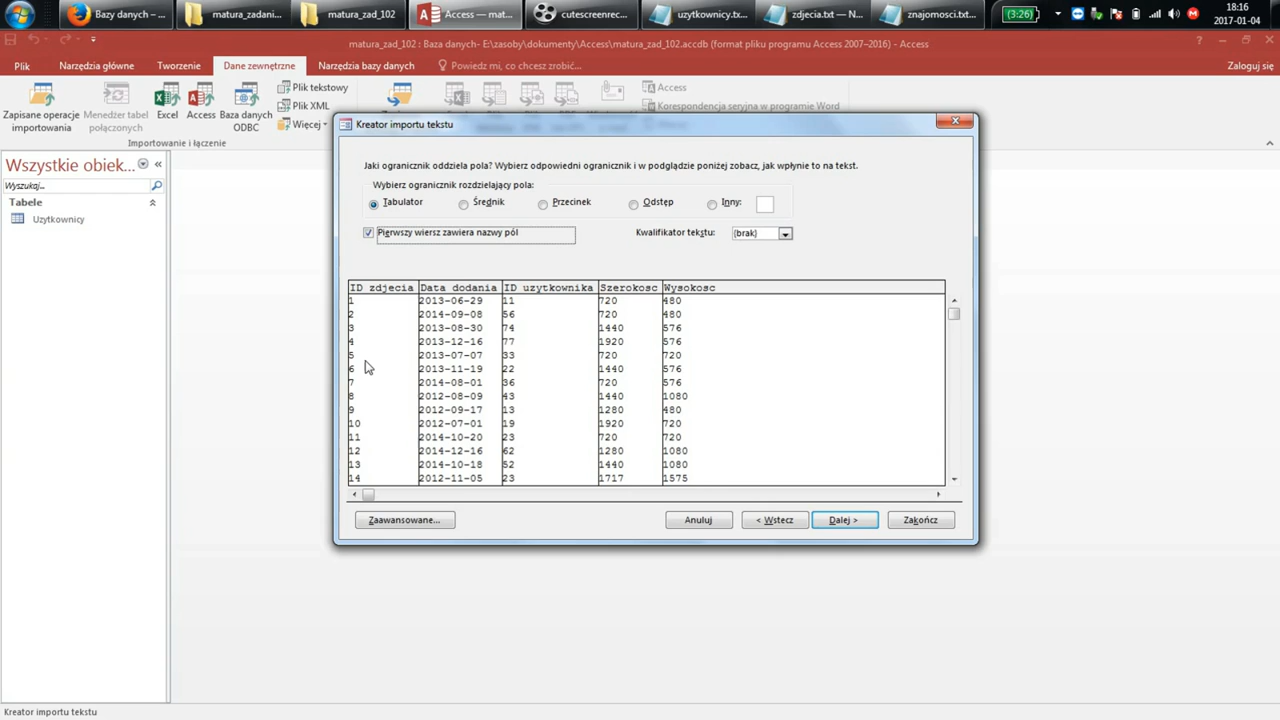 Bazy danych – ...
matura_zadani...
matura_zad_102
Access — mat...
cutescreenrec...
uzytkownicy.tx...
zdjecia.txt — N...
znajomosci.txt...
(3:26)
18:16
2017-01-04
matura_zad_102 : Baza danych- E:\zasoby\dokumenty\Access\matura_zad_102.accdb (format pliku programu Access 2007–2016) - Access
Plik
Narzędzia główne
Tworzenie
Dane zewnętrzne
Narzędzia bazy danych
Powiedz mi, co chcesz zrobić...
Zaloguj się
Zapisane operacje importowania
Menedżer tabel połączonych
Excel
Access
Baza danych ODBC
Plik tekstowy
Plik XML
Więcej
Access
Korespondencja seryjna w programie Word
Importowanie i łączenie
Wszystkie obiek...
Wyszukaj...
Tabele
Uzytkownicy
Kreator importu tekstu
Jaki ogranicznik oddziela pola? Wybierz odpowiedni ogranicznik i w podglądzie poniżej zobacz, jak wpłynie to na tekst.
Wybierz ogranicznik rozdzielający pola:
Tabulator
Średnik
Przecinek
Odstęp
Inny:
Pierwszy wiersz zawiera nazwy pól
Kwalifikator tekstu:
{brak}
ID zdjecia Data dodania ID uzytkownika Szerokosc Wysokosc
1 2013-06-29 11 720 480
2 2014-09-08 56 720 480
3 2013-08-30 74 1440 576
4 2013-12-16 77 1920 576
5 2013-07-07 33 720 720
6 2013-11-19 22 1440 576
7 2014-08-01 36 720 576
8 2012-08-09 43 1440 1080
9 2012-09-17 13 1280 480
10 2012-07-01 19 1920 720
11 2014-10-20 23 720 720
12 2014-12-16 62 1280 1080
13 2014-10-18 52 1440 1080
14 2012-11-05 23 1717 1575
Zaawansowane...
Anuluj
< Wstecz
Dalej >
Zakończ
Kreator importu tekstu